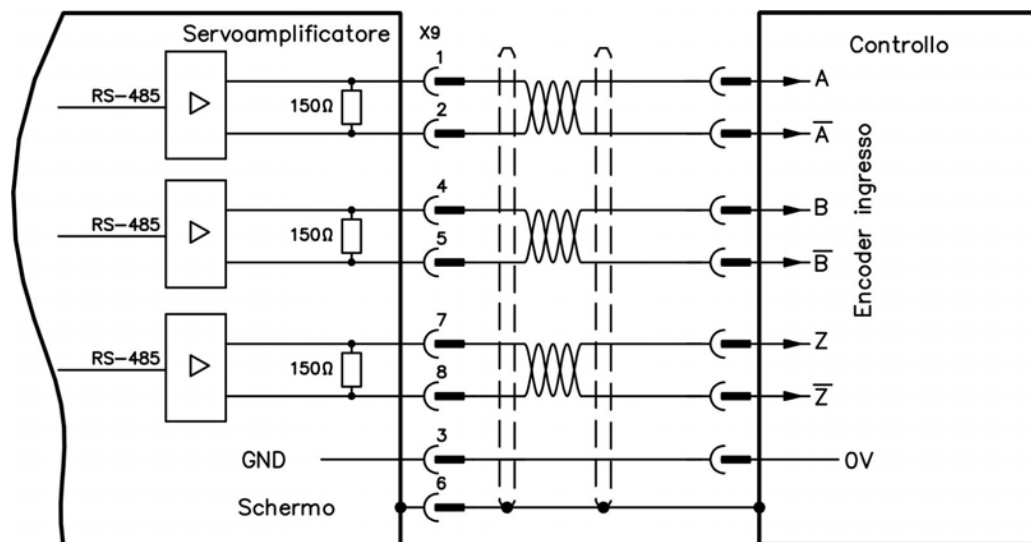 Servoamplificatore
X9
Controllo
RS-485
150Ω
1
2
A
A̅
RS-485
150Ω
4
5
B
B̅
Encoder ingresso
RS-485
150Ω
7
8
Z
Z̅
GND
3
0V
Schermo
6